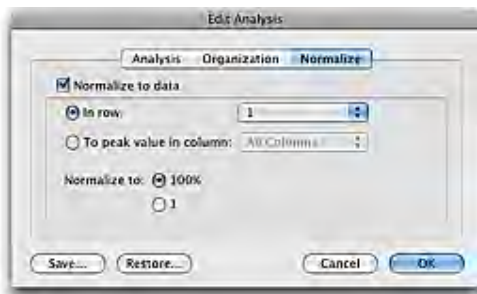 Edit Analysis
Analysis Organization Normalize
Normalize to data
In row: 1
To peak value in column: All Columns
Normalize to: 100%
1
Save... Restore... Cancel OK